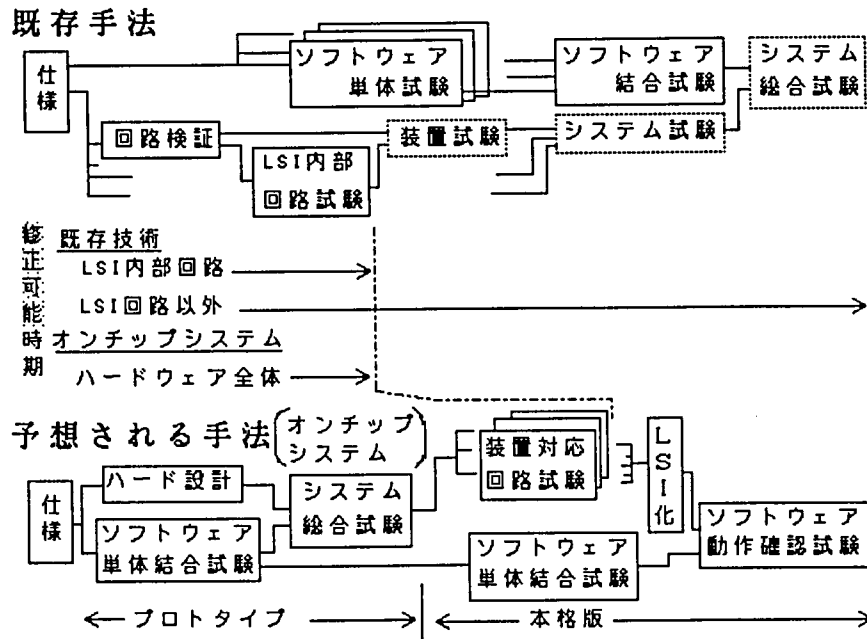 既存手法
仕様
ソフトウェア
単体試験
ソフトウェア
結合試験
システム
総合試験
回路検証
LSI内部
回路試験
装置試験
システム試験
修正可能時期
既存技術
LSI内部回路
LSI回路以外
オンチップシステム
ハードウェア全体
予想される手法
オンチップ
システム
仕様
ハード設計
ソフトウェア
単体結合試験
システム
総合試験
装置対応
回路試験
LSI化
ソフトウェア
単体結合試験
ソフトウェア
動作確認試験
プロトタイプ
本格版